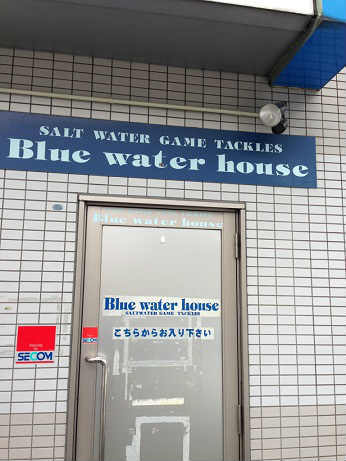 SALT WATER GAME TACKLES
Blue water house
Blue water house
Blue water house
SALTWATER GAME TACKLES
こちらからお入り下さい
SECOM
SECOM